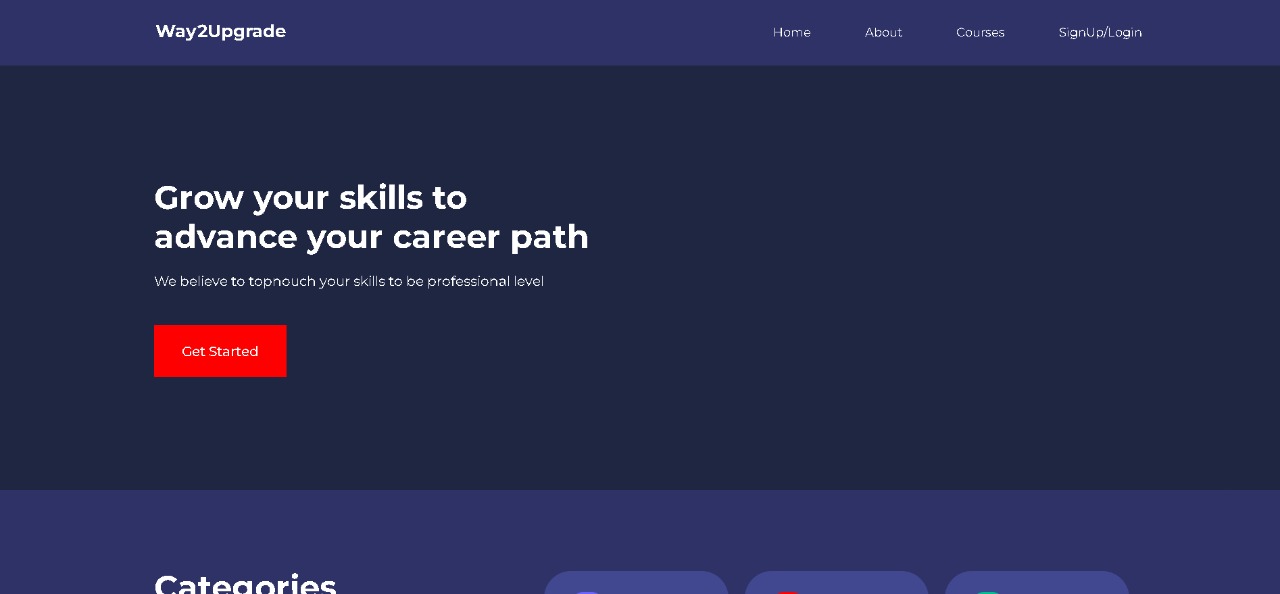 Way2Upgrade
Home About Courses SignUp/Login
Grow your skills to
advance your career path
We believe to topnouch your skills to be professional level
Get Started
Categories